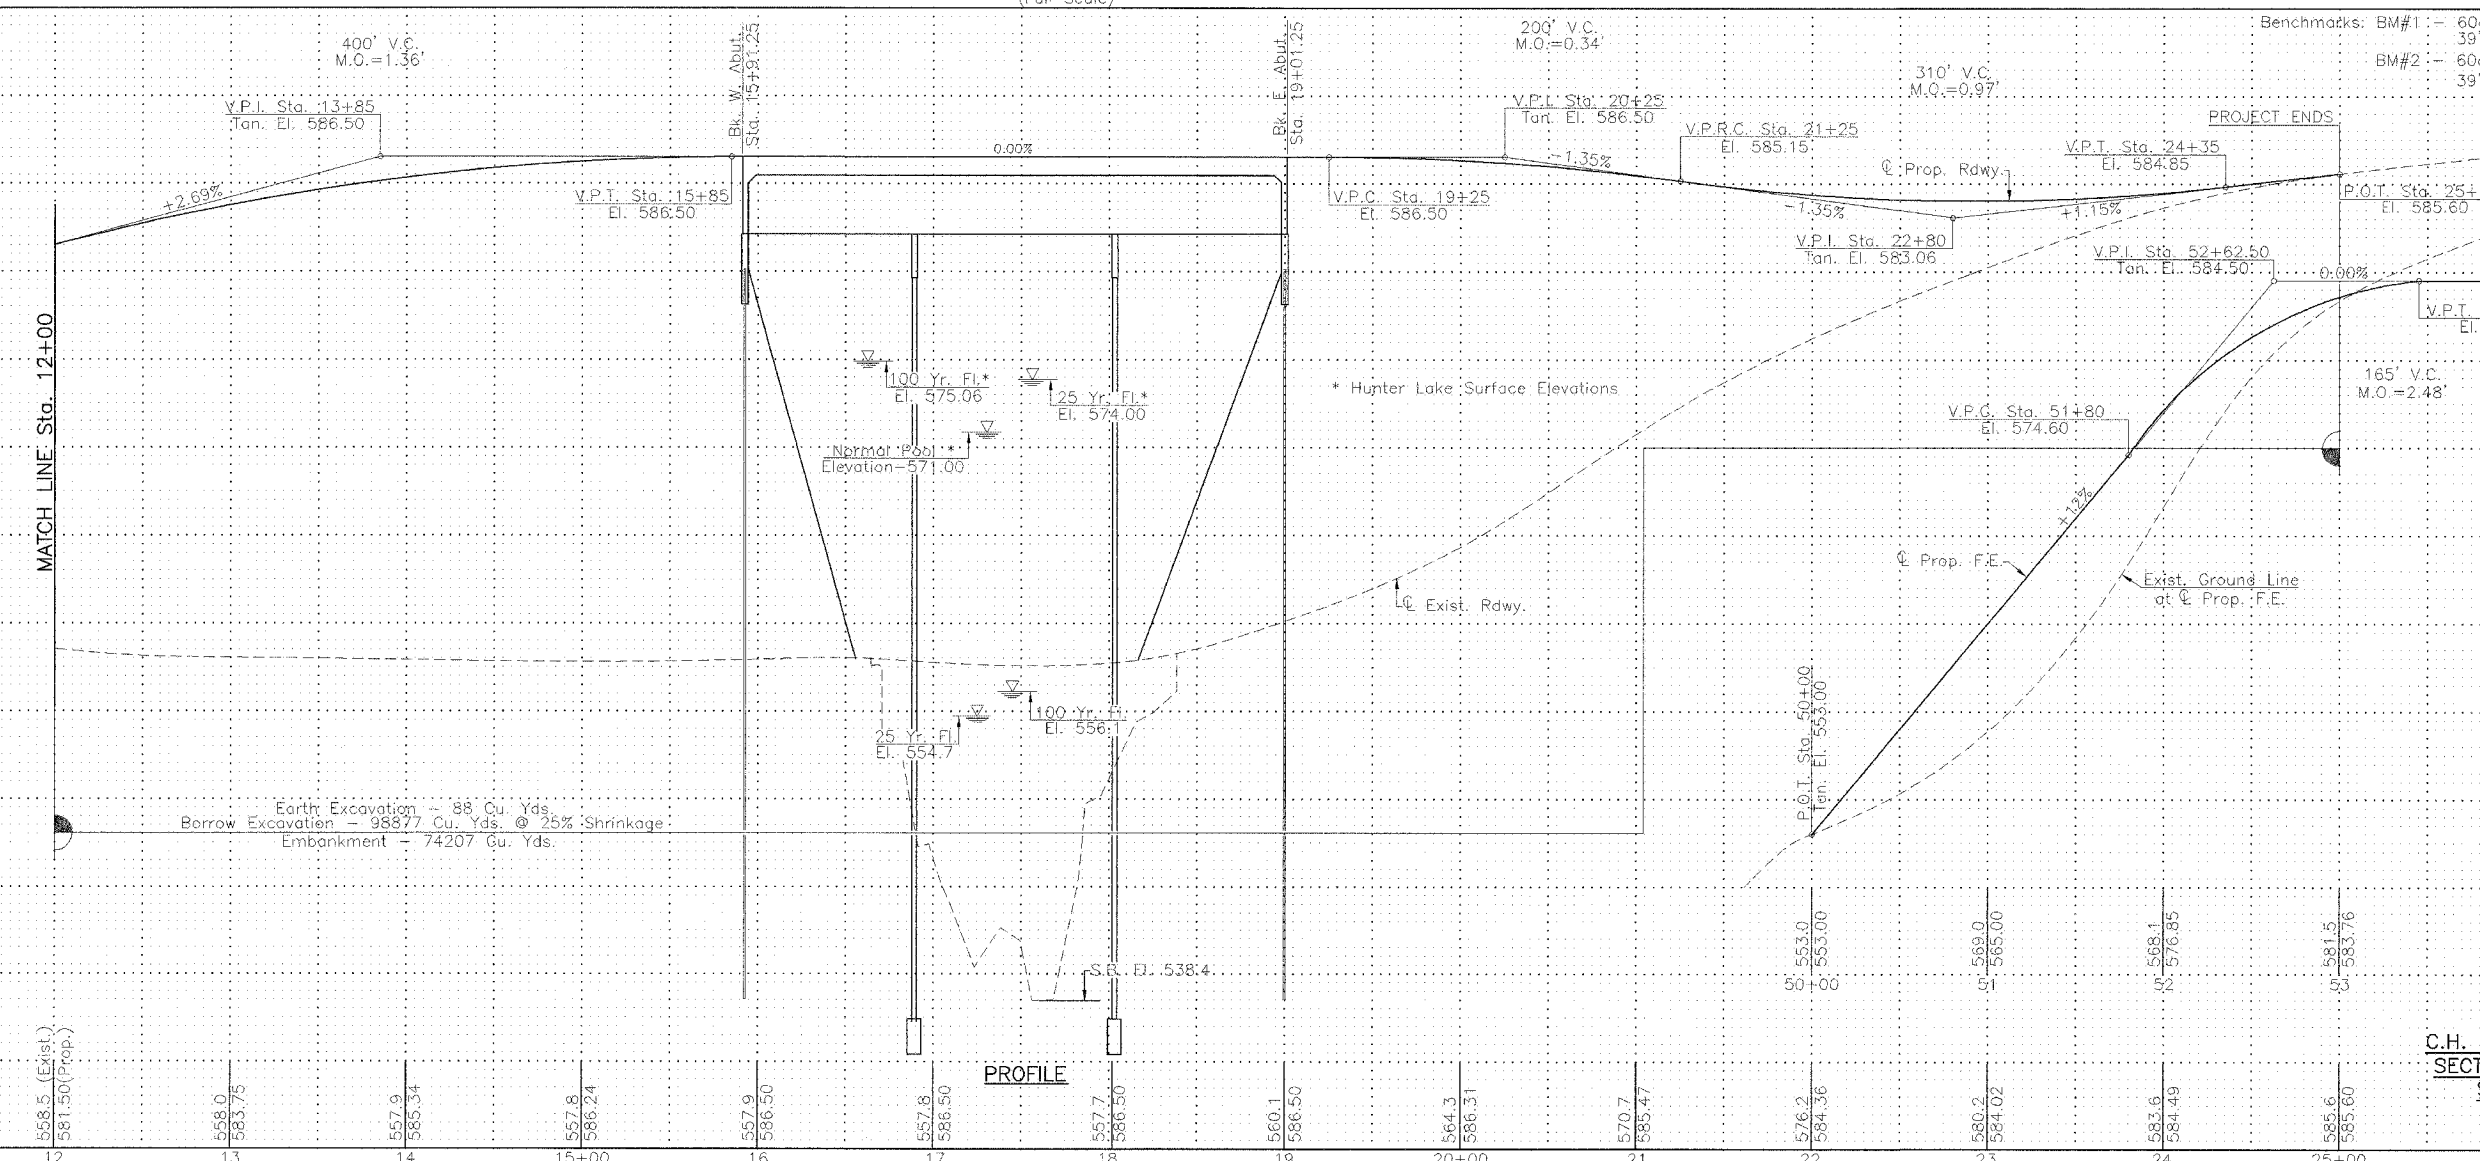 (Full Scale)
400' V.C.
M.O.=1.36'
V.P.I. Sta. 13+85
Tan. El. 586.50
+2.69%
V.P.T. Sta. 15+85
El. 586.50
Bk. W. Abut.
Sta. 15+91.25
0.00%
Bk. E. Abut.
Sta. 19+01.25
V.P.C. Sta. 19+25
El. 586.50
200' V.C.
M.O.=0.34'
V.P.I. Sta. 20+25
Tan. El. 586.50
-1.35%
V.P.R.C. Sta. 21+25
El. 585.15
310' V.C.
M.O.=0.97'
℄ Prop. Rdwy.
-1.35%
+1.15%
V.P.I. Sta. 22+80
Tan. El. 583.06
Benchmarks: BM#1 -
39'
BM#2 -
39'
PROJECT ENDS
V.P.T. Sta. 24+35
El. 584.85
P.O.T. Sta. 25+
El. 585.60
V.P.I. Sta. 52+62.50
Tan. El. 584.50
0.00%
V.P.T.
El.
165' V.C.
M.O.=2.48'
V.P.C. Sta. 51+80
El. 574.60
+12%
℄ Prop. F.E.
Exist. Ground Line
at ℄ Prop. F.E.
P.O.T. Sta. 50+00
Tan. El. 553.00
MATCH LINE Sta. 12+00
100 Yr. Fl.*
El. 575.06
25 Yr. Fl.*
El. 574.00
Normal Pool *
Elevation-571.00
* Hunter Lake Surface Elevations
℄ Exist. Rdwy.
100 Yr. Fl.
El. 556.1
25 Yr. Fl.
El. 554.7
S.B. El. 538.4
Earth Excavation - 88 Cu. Yds.
Borrow Excavation - 98877 Cu. Yds. @ 25% Shrinkage
Embankment - 74207 Cu. Yds.
553.0
553.00
50+00
569.0
565.00
51
568.1
576.85
52
581.5
583.76
53
PROFILE
C.H.
SECT
558.5 (Exist.)
581.50(Prop.)
12
558.0
583.75
13
557.9
585.34
14
557.8
586.24
15+00
557.9
586.50
16
557.8
586.50
17
557.7
586.50
18
560.1
586.50
19
564.3
586.31
20+00
570.7
585.47
21
576.2
584.36
22
580.2
584.02
23
583.6
584.49
24
585.6
585.60
25+00